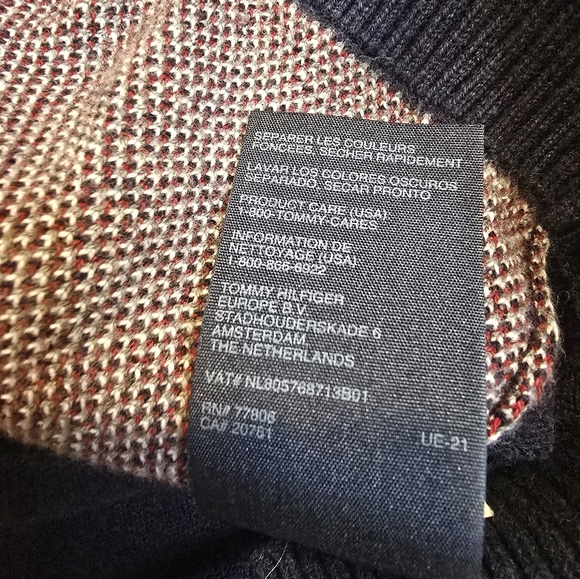 SEPARER LES COULEURS
FONCEES, SECHER RAPIDEMENT
LAVAR LOS COLORES OSCUROS
SEPARADO, SECAR PRONTO
PRODUCT CARE (USA)
1-800-TOMMY-CARES
INFORMATION DE
NETTOYAGE (USA)
1-800-866-6922
TOMMY HILFIGER
EUROPE B.V.
STADHOUDERSKADE 6
AMSTERDAM
THE NETHERLANDS
VAT# NL805768713B01
RN# 77806
CA# 20761
UE-21